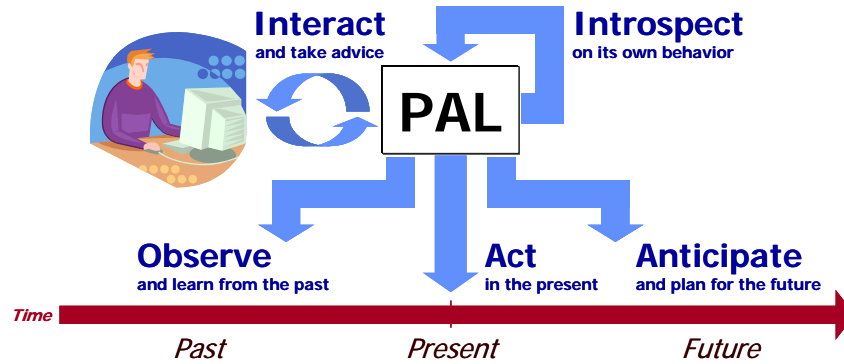 Interact
and take advice
Introspect
on its own behavior
PAL
Observe
and learn from the past
Act
in the present
Anticipate
and plan for the future
Time
Past
Present
Future